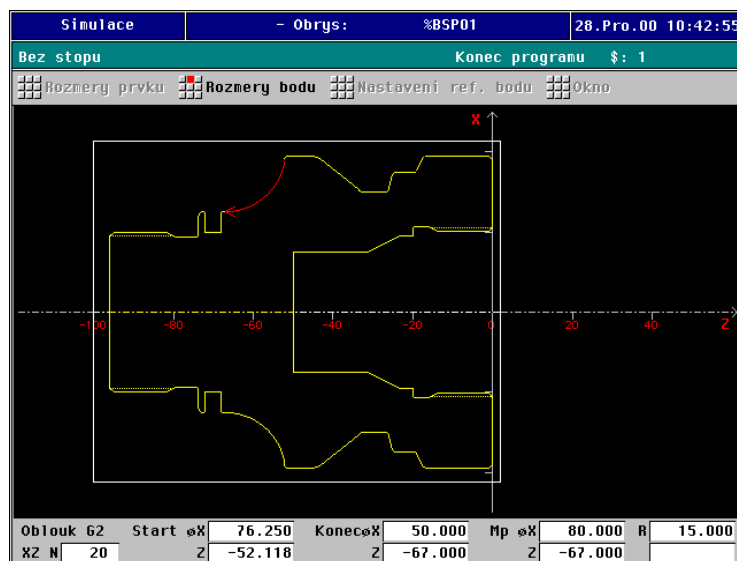 Simulace - Obrys: %BSP01 28.Pro.00 10:42:55
Bez stopu Konec programu $: 1
Rozmery prvku Rozmery bodu Nastaveni ref. bodu Okno
X
-100 -80 -60 -40 -20 0 20 40 Z
Oblouk G2 Start øX 76.250 KonecøX 50.000 Mp øX 80.000 R 15.000
XZ N 20 Z -52.118 Z -67.000 Z -67.000